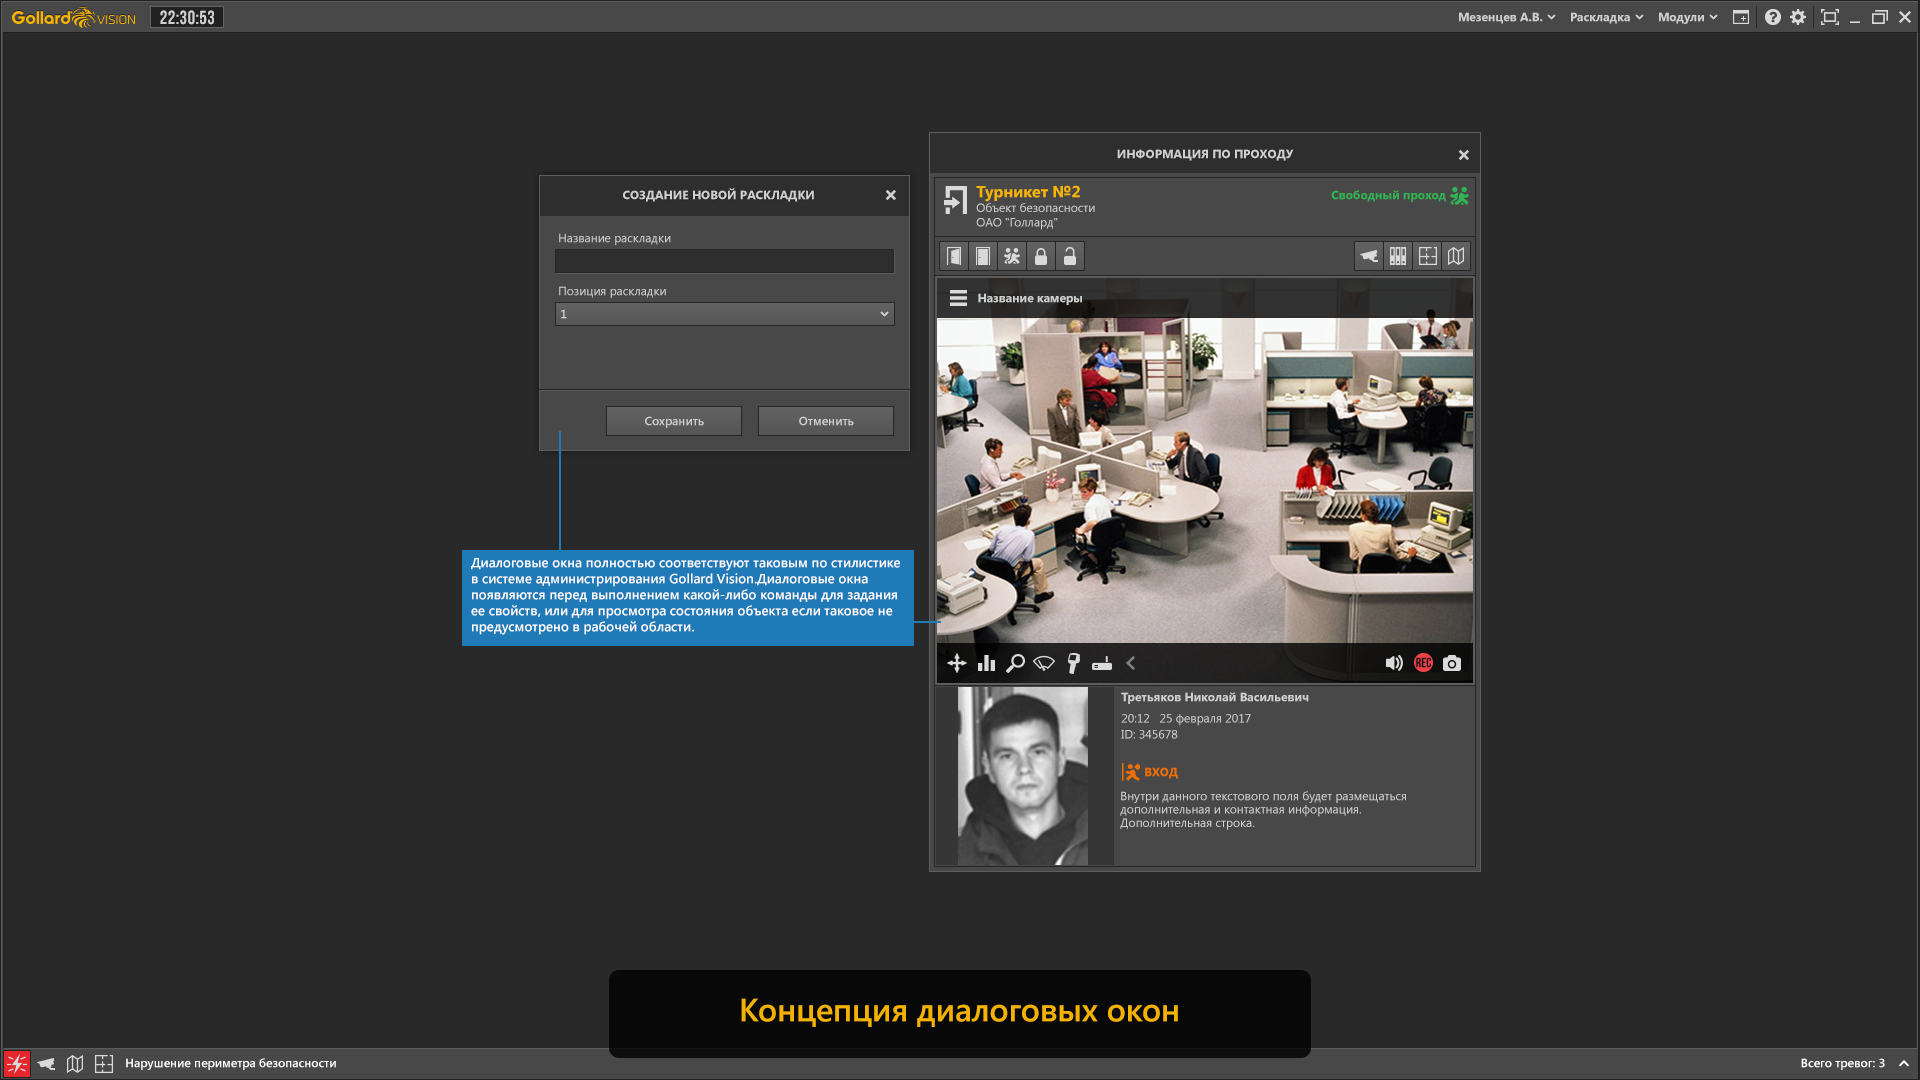 Gollard VISION
22:30:53
Мезенцев А.В.
Раскладка
Модули
СОЗДАНИЕ НОВОЙ РАСКЛАДКИ
Название раскладки
Позиция раскладки
1
Сохранить
Отменить
ИНФОРМАЦИЯ ПО ПРОХОДУ
Турникет №2
Объект безопасности
ОАО "Голлард"
Свободный проход
Название камеры
REC
Третьяков Николай Васильевич
20:12 25 февраля 2017
ID: 345678
ВХОД
Внутри данного текстового поля будет размещаться
дополнительная и контактная информация.
Дополнительная строка.
Диалоговые окна полностью соответствуют таковым по стилистике
в системе администрирования Gollard Vision.Диалоговые окна
появляются перед выполнением какой-либо команды для задания
ее свойств, или для просмотра состояния объекта если таковое не
предусмотрено в рабочей области.
Концепция диалоговых окон
Нарушение периметра безопасности
Всего тревог: 3